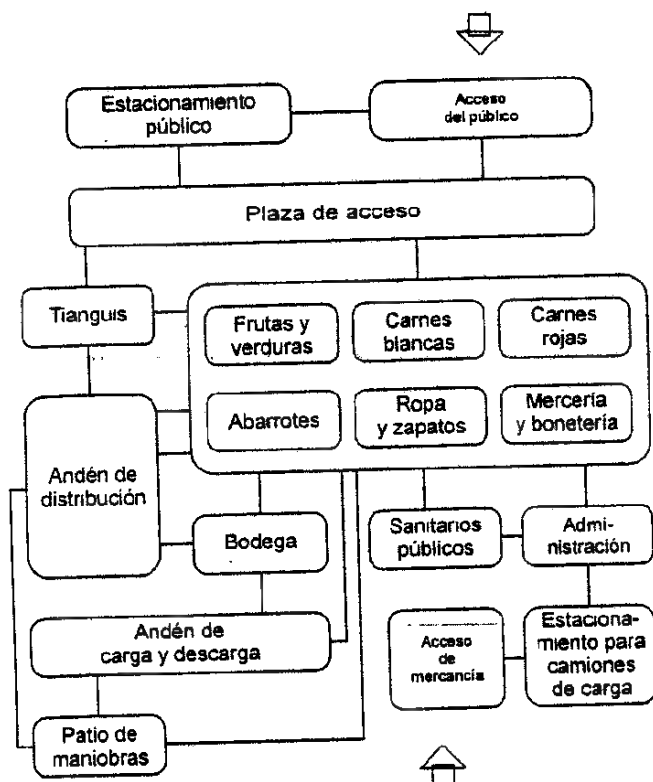 Estacionamiento
público
Acceso
del público
Plaza de acceso
Tianguis
Frutas y
verduras
Carnes
blancas
Carnes
rojas
Abarrotes
Ropa
y zapatos
Mercería
y bonetería
Andén de
distribución
Bodega
Sanitarios
públicos
Admi-
nistración
Andén de
carga y descarga
Acceso
de
mercancía
Estaciona-
miento para
camiones
de carga
Patio de
maniobras